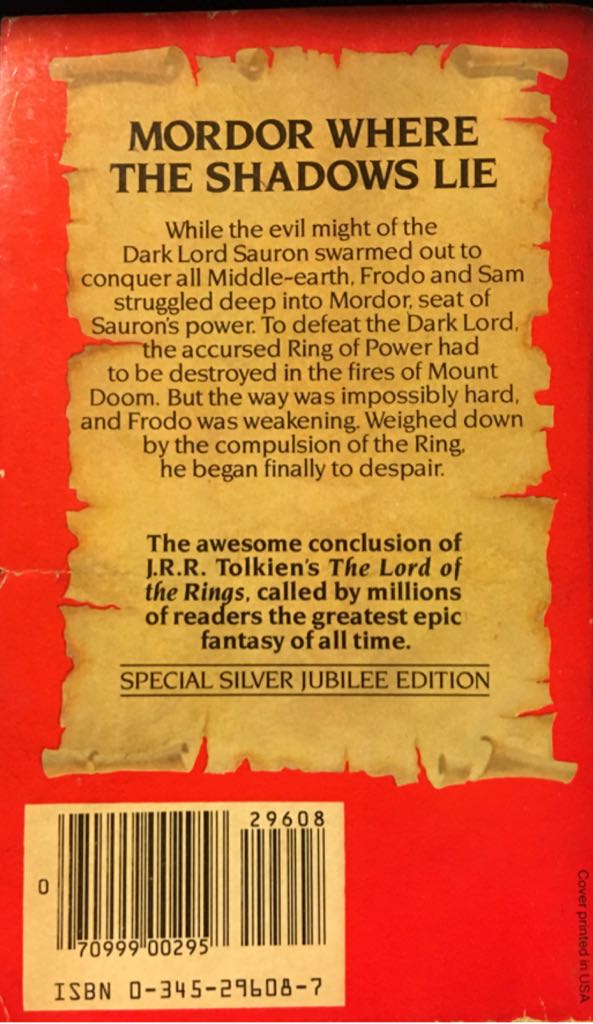 MORDOR WHERE
THE SHADOWS LIE
While the evil might of the
Dark Lord Sauron swarmed out to
conquer all Middle-earth, Frodo and Sam
struggled deep into Mordor, seat of
Sauron's power. To defeat the Dark Lord,
the accursed Ring of Power had
to be destroyed in the fires of Mount
Doom. But the way was impossibly hard,
and Frodo was weakening. Weighed down
by the compulsion of the Ring,
he began finally to despair.
The awesome conclusion of
J.R.R. Tolkien's The Lord of
the Rings, called by millions
of readers the greatest epic
fantasy of all time.
SPECIAL SILVER JUBILEE EDITION
29608
0
70999 00295
ISBN 0-345-29608-7
Cover printed in USA